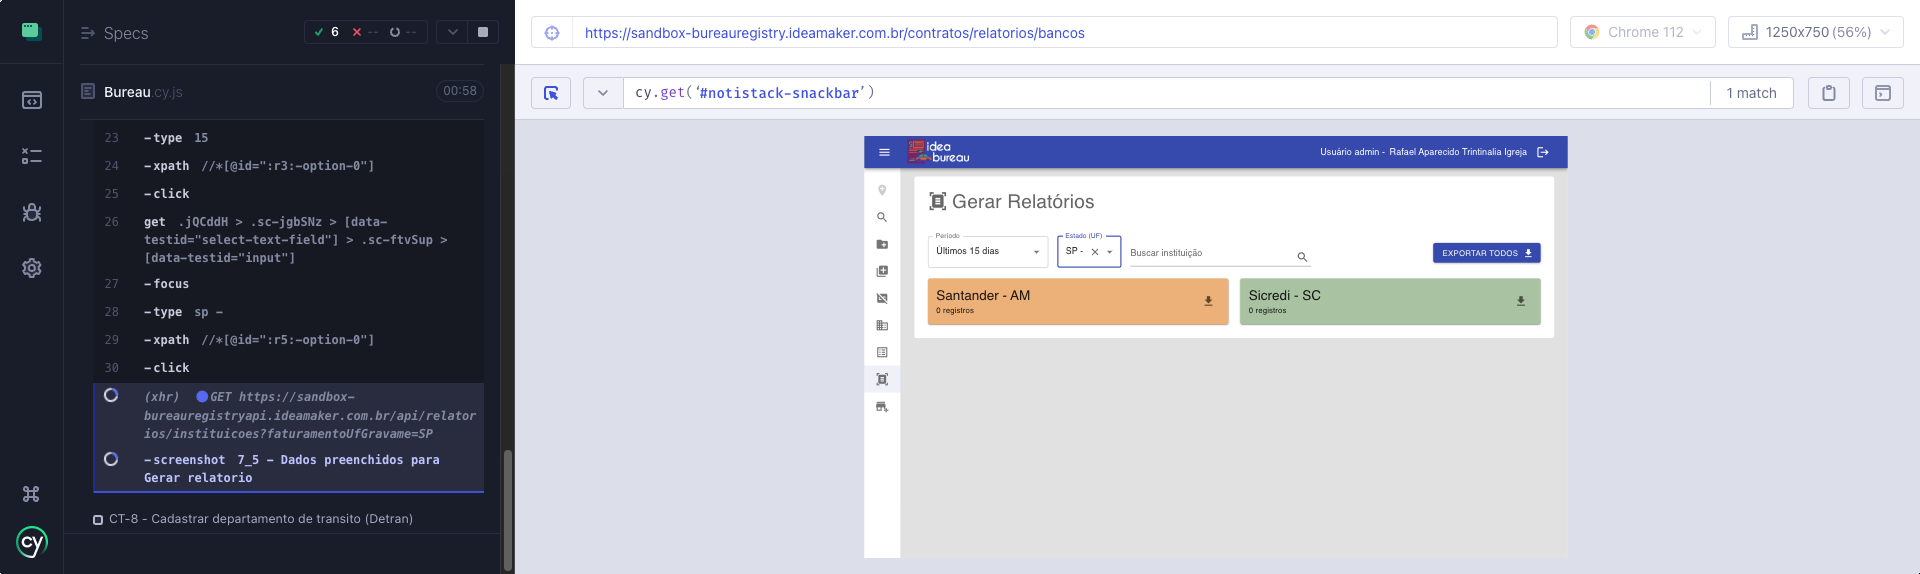 Specs
6
--
--
https://sandbox-bureauregistry.ideamaker.com.br/contratos/relatorios/bancos
Chrome 112
1250x750 (56%)
Bureau.cy.js
00:58
cy.get('#notistack-snackbar')
1 match
23 -type 15
24 -xpath //*[@id=":r3:-option-0"]
25 -click
26 get .jQCddH > .sc-jgbSNz > [data-
testid="select-text-field"] > .sc-ftvSup >
[data-testid="input"]
27 -focus
28 -type sp -
29 -xpath //*[@id=":r5:-option-0"]
30 -click
(xhr) GET https://sandbox-
bureauregistryapi.ideamaker.com.br/api/relator
ios/instituicoes?faturamentoUfGravame=SP
-screenshot 7_5 - Dados preenchidos para
Gerar relatorio
CT-8 - Cadastrar departamento de transito (Detran)
cy
idea
bureau
Usuário admin - Rafael Aparecido Trintinalia Igreja
Gerar Relatórios
Período
Últimos 15 dias
Estado (UF)
SP -
Buscar instituição
EXPORTAR TODOS
Santander - AM
0 registros
Sicredi - SC
0 registros